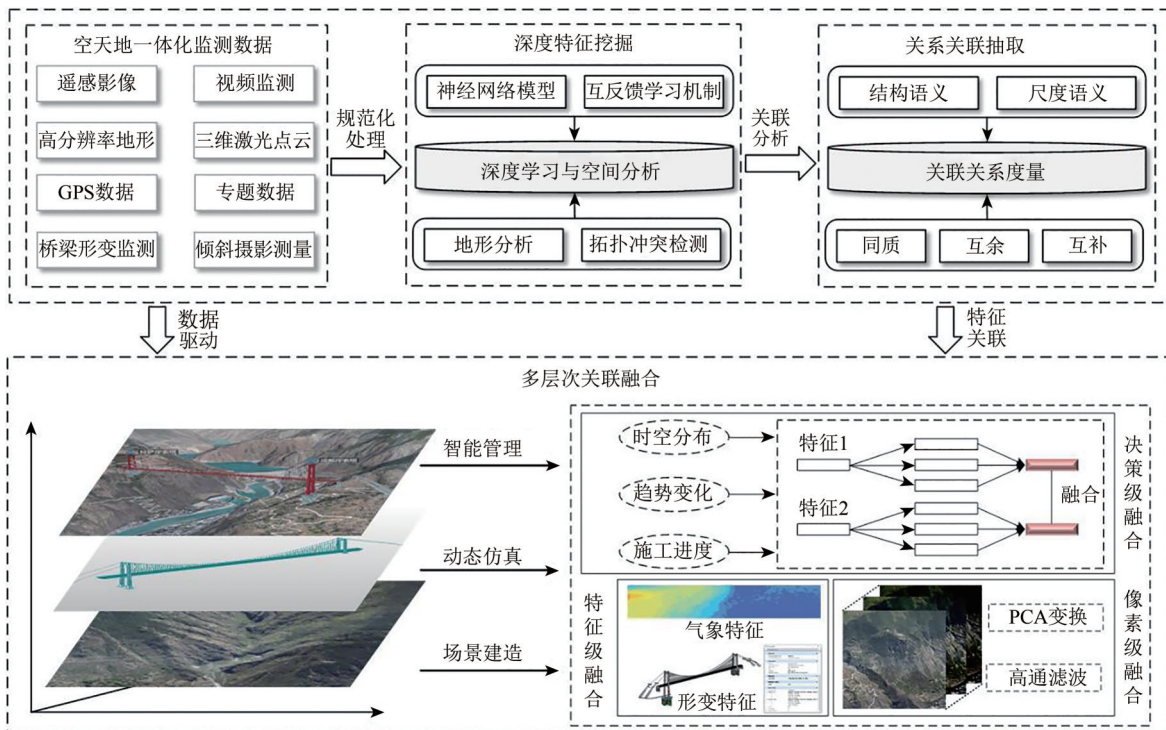 空天地一体化监测数据
遥感影像
视频监测
高分辨率地形
三维激光点云
GPS数据
专题数据
桥梁形变监测
倾斜摄影测量
规范化
处理
深度特征挖掘
神经网络模型
互反馈学习机制
深度学习与空间分析
地形分析
拓扑冲突检测
关联
分析
关系关联抽取
结构语义
尺度语义
关联关系度量
同质
互余
互补
数据
驱动
特征
关联
多层次关联融合
智能管理
动态仿真
场景建造
时空分布
趋势变化
施工进度
特征1
特征2
融合
决策级融合
特征级融合
气象特征
形变特征
PCA变换
高通滤波
像素级融合